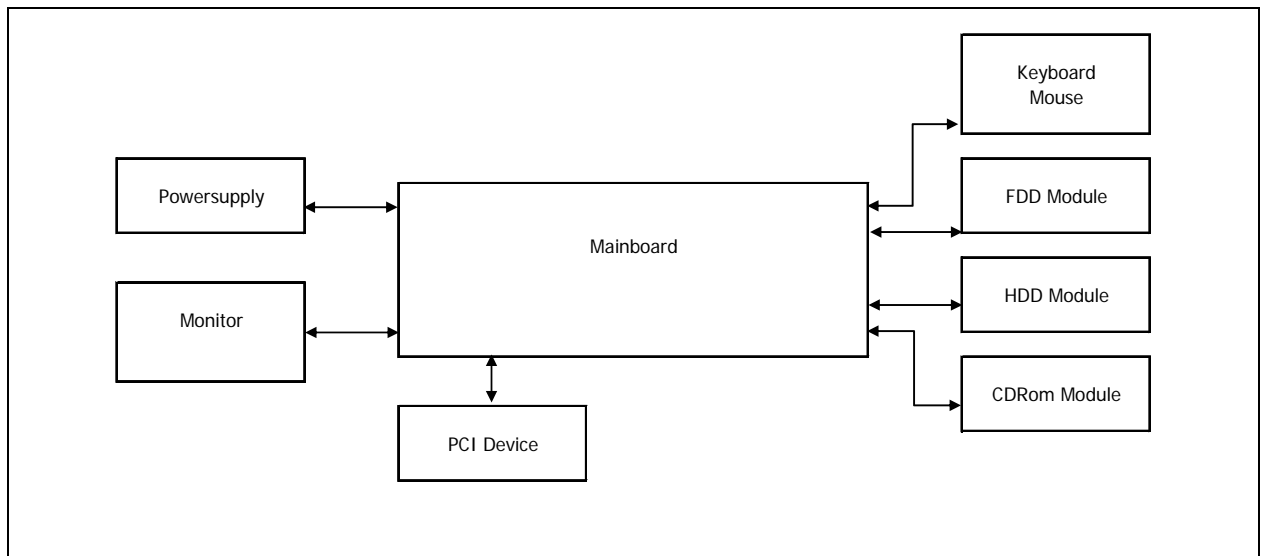 Keyboard
Mouse
Powersupply
FDD Module
Mainboard
HDD Module
Monitor
CDRom Module
PCI Device